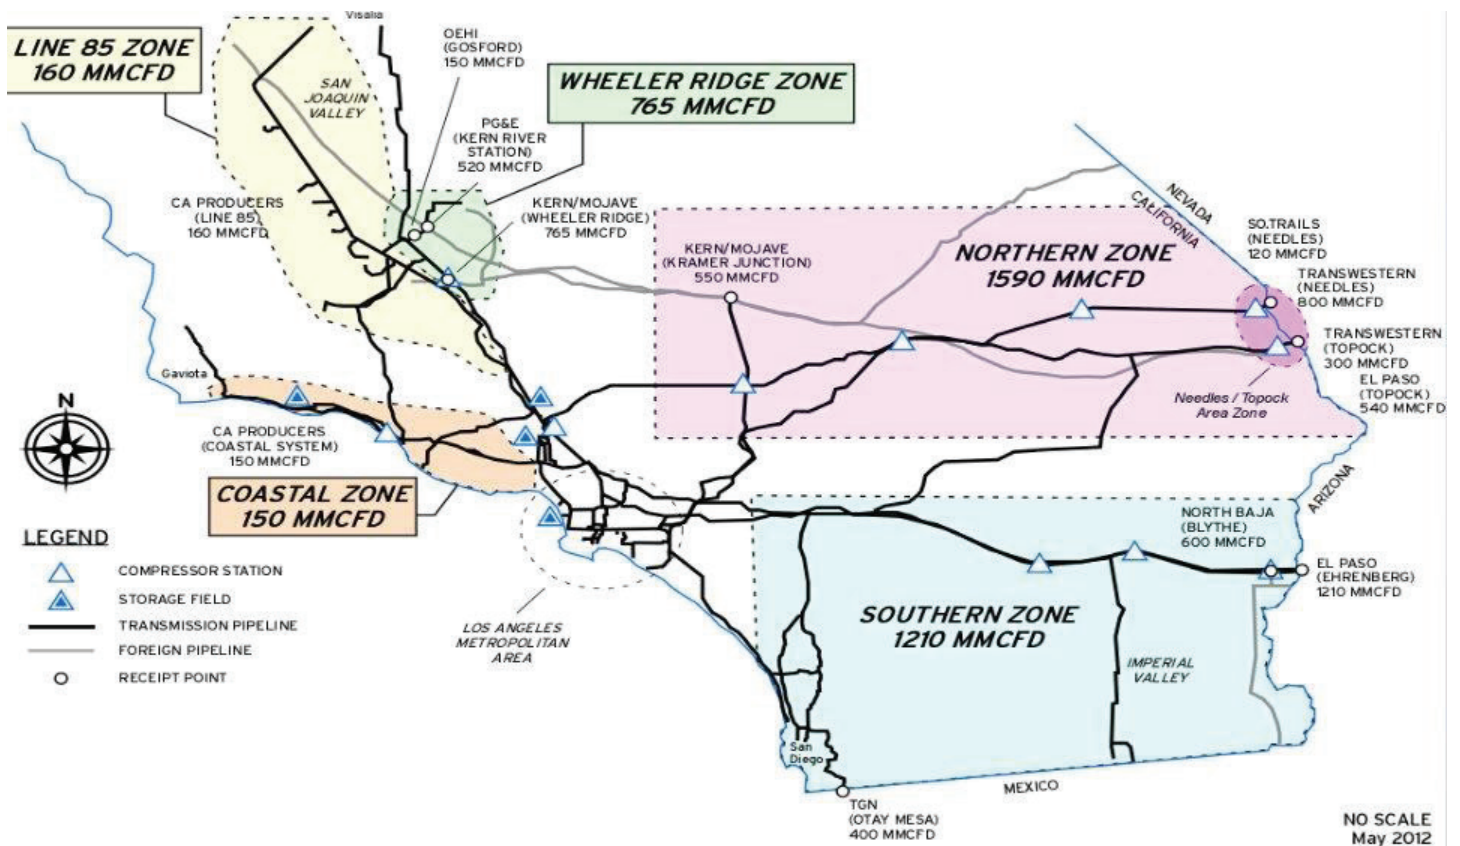 Visalia
LINE 85 ZONE
160 MMCFD
SAN
JOAQUIN
VALLEY
OEHI
(GOSFORD)
150 MMCFD
WHEELER RIDGE ZONE
765 MMCFD
PG&E
(KERN RIVER
STATION)
520 MMCFD
CA PRODUCERS
(LINE 85)
160 MMCFD
KERN/MOJAVE
(WHEELER RIDGE)
765 MMCFD
KERN/MOJAVE
(KRAMER JUNCTION)
550 MMCFD
NORTHERN ZONE
1590 MMCFD
NEVADA
CALIFORNIA
SO.TRAILS
(NEEDLES)
120 MMCFD
TRANSWESTERN
(NEEDLES)
800 MMCFD
TRANSWESTERN
(TOPOCK)
300 MMCFD
EL PASO
(TOPOCK)
540 MMCFD
Needles / Topock
Area Zone
Gaviota
N
CA PRODUCERS
(COASTAL SYSTEM)
150 MMCFD
COASTAL ZONE
150 MMCFD
ARIZONA
NORTH BAJA
(BLYTHE)
600 MMCFD
EL PASO
(EHRENBERG)
1210 MMCFD
LEGEND
COMPRESSOR STATION
STORAGE FIELD
TRANSMISSION PIPELINE
FOREIGN PIPELINE
RECEIPT POINT
LOS ANGELES
METROPOLITAN
AREA
SOUTHERN ZONE
1210 MMCFD
IMPERIAL
VALLEY
San
Diego
MEXICO
TGN
(OTAY MESA)
400 MMCFD
NO SCALE
May 2012